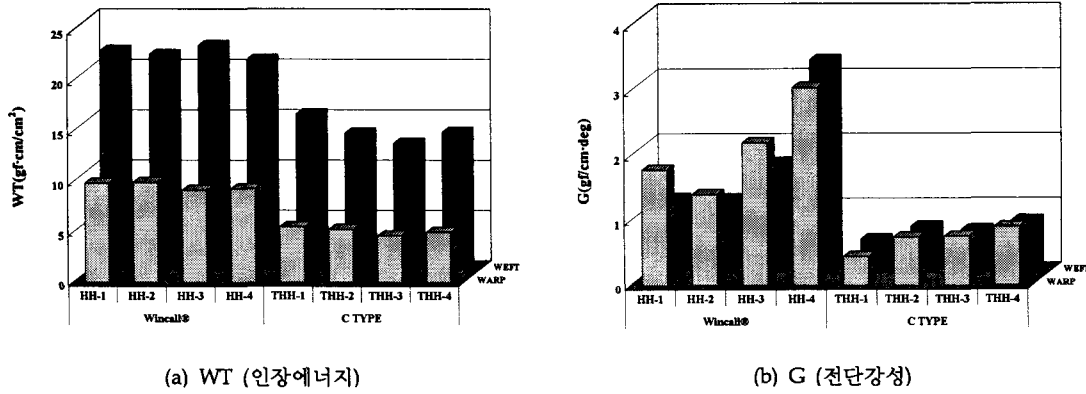 25
20
15
10
5
0
WT(gf·cm/cm²)
WEFT
WARP
HH-1 HH-2 HH-3 HH-4 THH-1 THH-2 THH-3 THH-4
Wincall® C TYPE
(a) WT (인장에너지)
4
3
2
1
0
G(gf/cm·deg)
WEFT
WARP
HH-1 HH-2 HH-3 HH-4 THH-1 THH-2 THH-3 THH-4
Wincall® C TYPE
(b) G (전단강성)